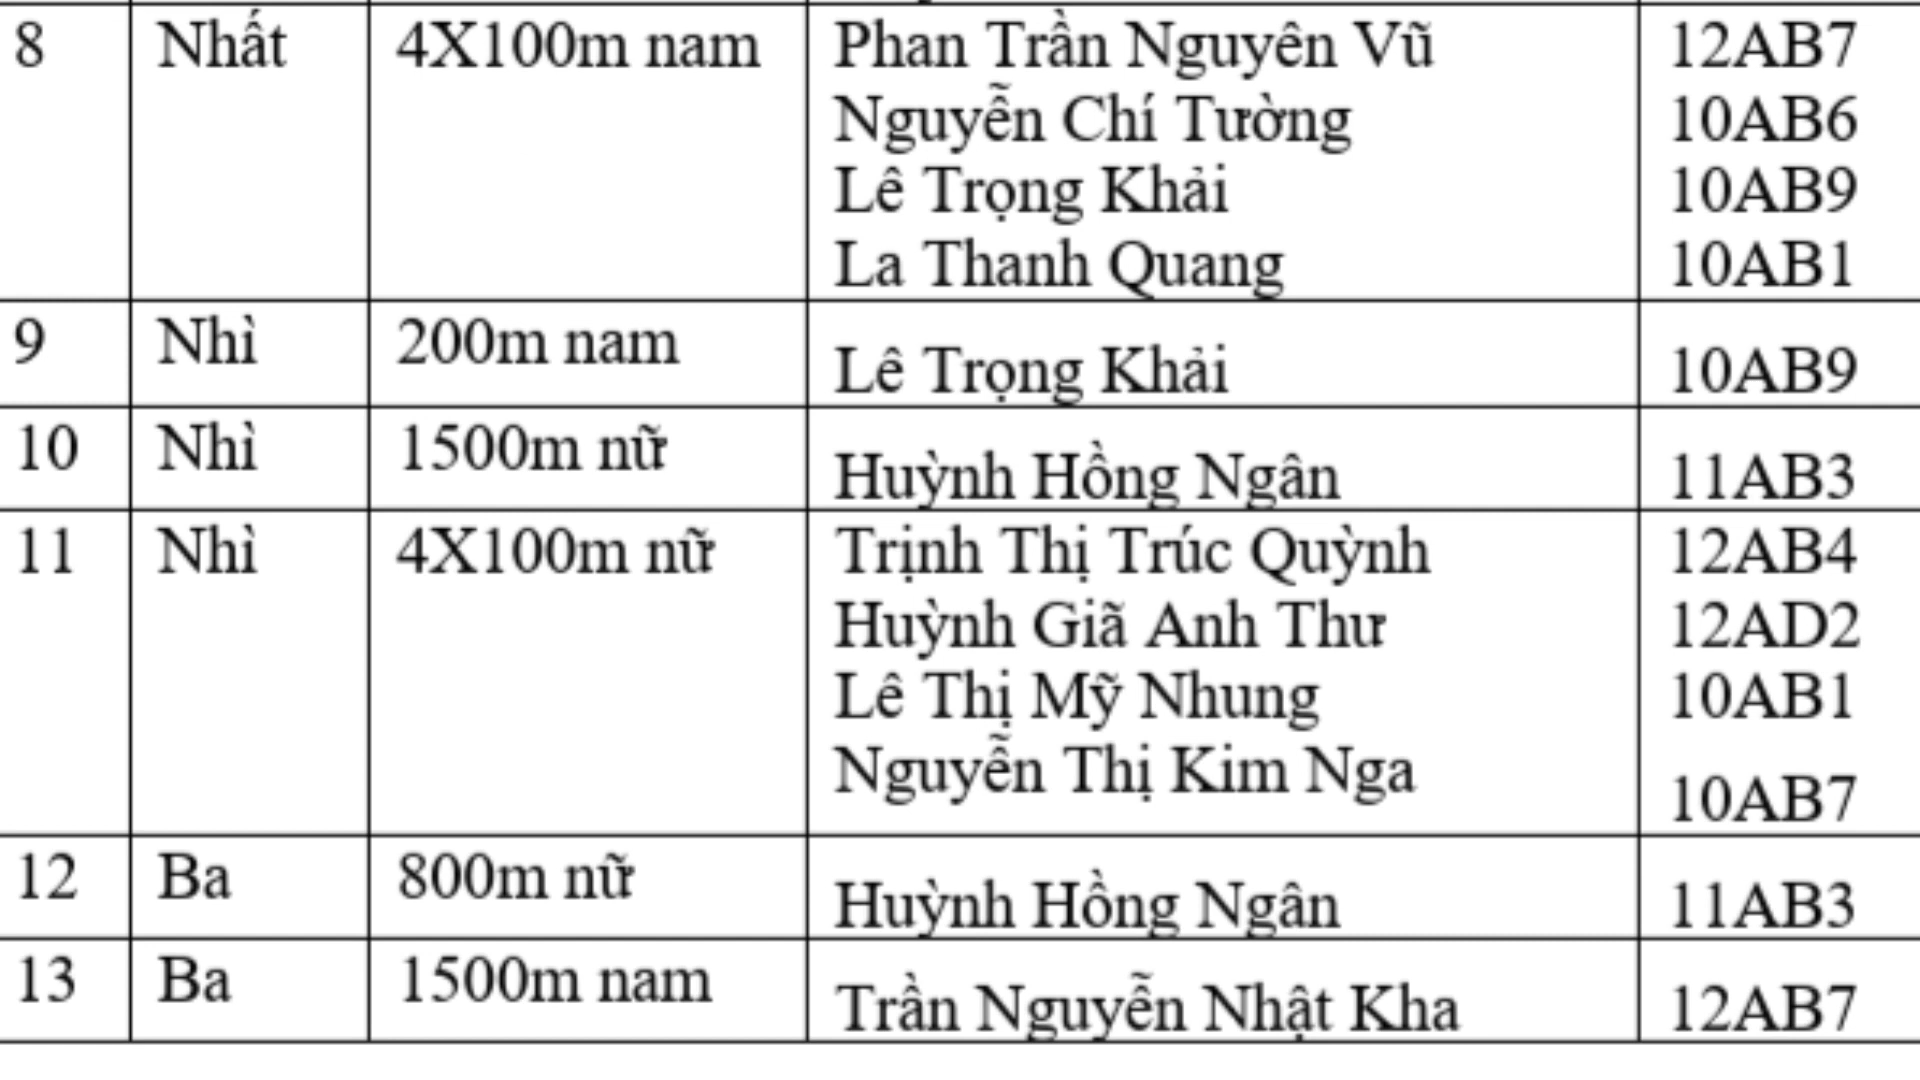 8 Nhất 4X100m nam Phan Trần Nguyên Vũ 12AB7
Nguyễn Chí Tường 10AB6
Lê Trọng Khải 10AB9
La Thanh Quang 10AB1
9 Nhì 200m nam Lê Trọng Khải 10AB9
10 Nhì 1500m nữ Huỳnh Hồng Ngân 11AB3
11 Nhì 4X100m nữ Trịnh Thị Trúc Quỳnh 12AB4
Huỳnh Giã Anh Thư 12AD2
Lê Thị Mỹ Nhung 10AB1
Nguyễn Thị Kim Nga 10AB7
12 Ba 800m nữ Huỳnh Hồng Ngân 11AB3
13 Ba 1500m nam Trần Nguyễn Nhật Kha 12AB7